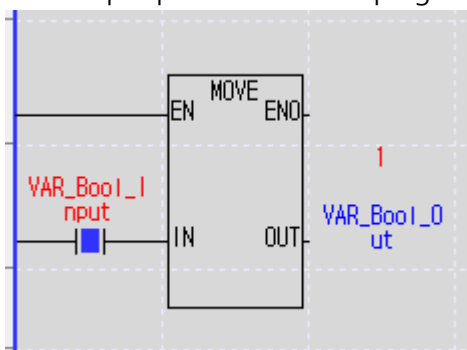 MOVE
EN ENO
1
VAR_Bool_I
nput
VAR_Bool_O
ut
IN OUT